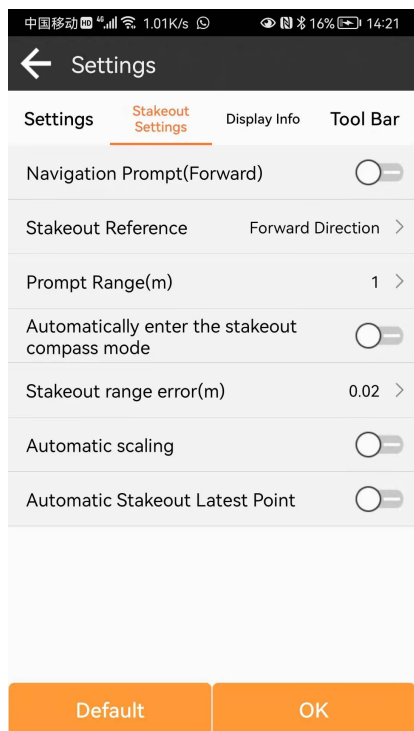 中国移动 HD 4G 1.01K/s 16% 14:21
Settings
Settings Stakeout Settings Display Info Tool Bar
Navigation Prompt(Forward)
Stakeout Reference Forward Direction
Prompt Range(m) 1
Automatically enter the stakeout
compass mode
Stakeout range error(m) 0.02
Automatic scaling
Automatic Stakeout Latest Point
Default OK